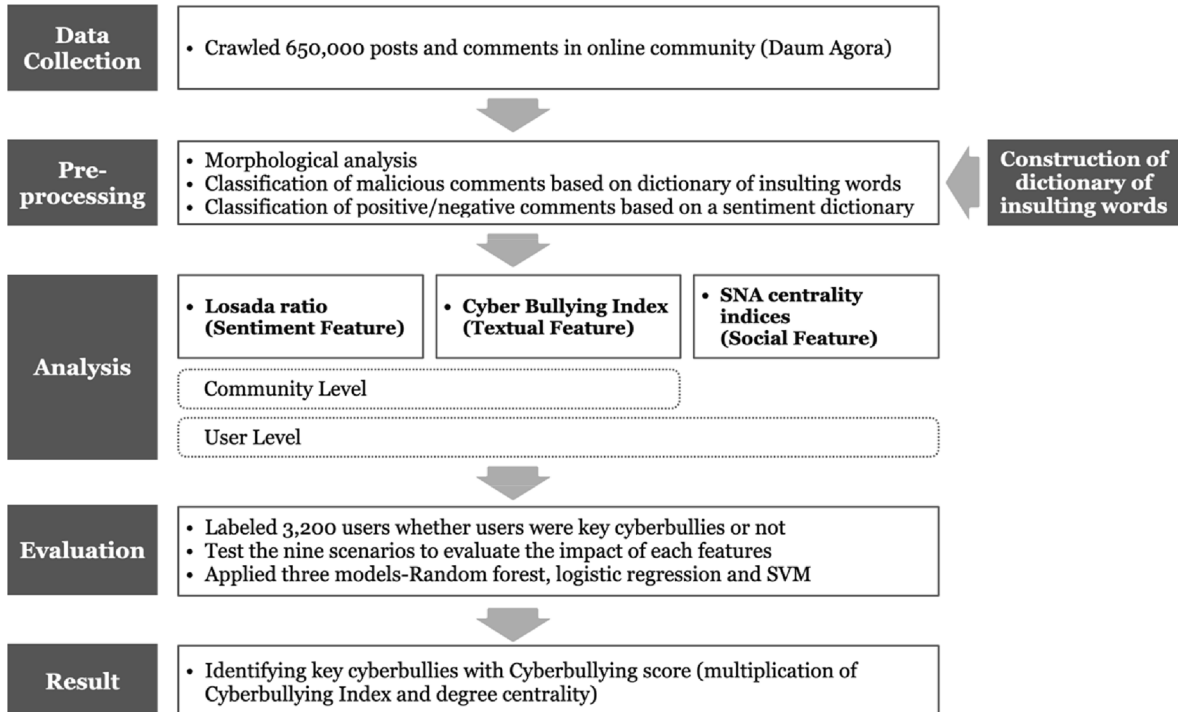 Data
Collection
• Crawled 650,000 posts and comments in online community (Daum Agora)
Pre-
processing
• Morphological analysis
• Classification of malicious comments based on dictionary of insulting words
• Classification of positive/negative comments based on a sentiment dictionary
Construction of
dictionary of
insulting words
Analysis
• Losada ratio
(Sentiment Feature)
• Cyber Bullying Index
(Textual Feature)
• SNA centrality
indices
(Social Feature)
Community Level
User Level
Evaluation
• Labeled 3,200 users whether users were key cyberbullies or not
• Test the nine scenarios to evaluate the impact of each features
• Applied three models-Random forest, logistic regression and SVM
Result
• Identifying key cyberbullies with Cyberbullying score (multiplication of
Cyberbullying Index and degree centrality)